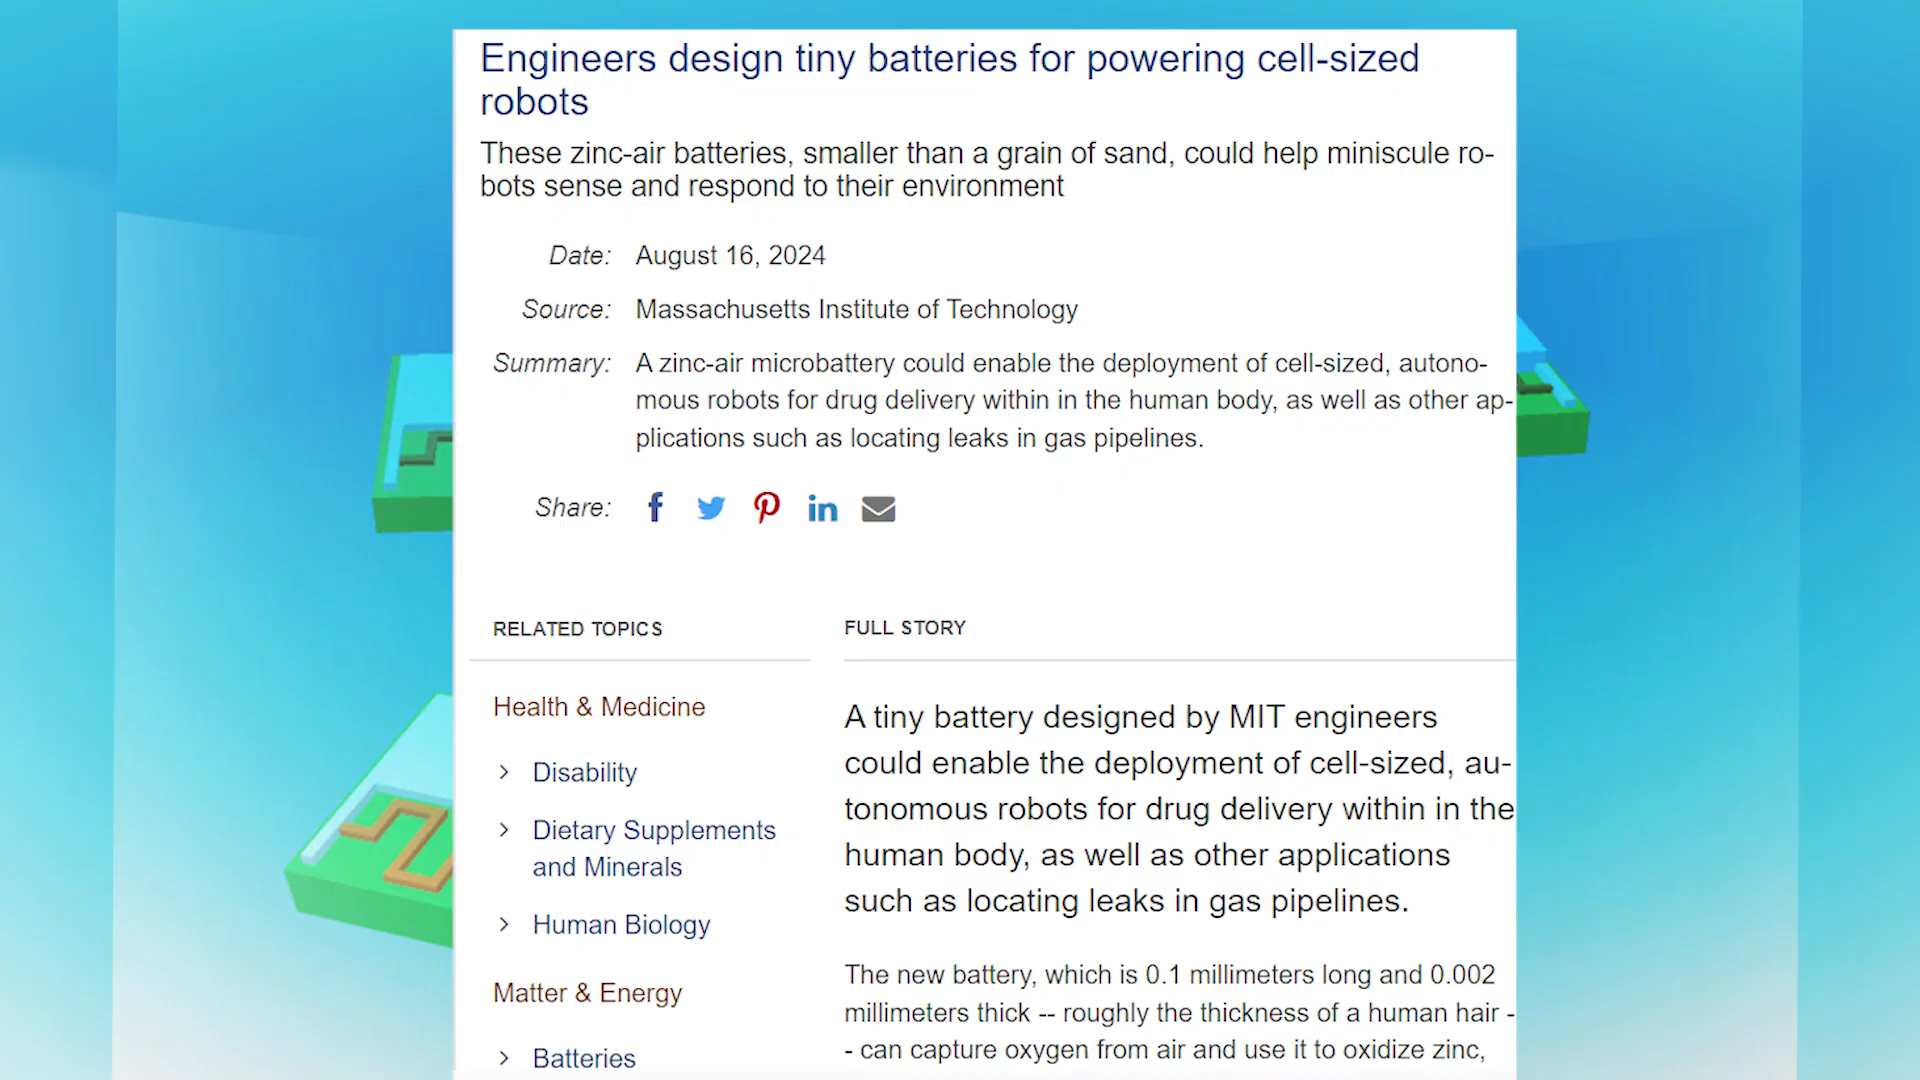 Engineers design tiny batteries for powering cell-sized
robots
These zinc-air batteries, smaller than a grain of sand, could help miniscule ro-
bots sense and respond to their environment
Date: August 16, 2024
Source: Massachusetts Institute of Technology
Summary: A zinc-air microbattery could enable the deployment of cell-sized, autono-
mous robots for drug delivery within in the human body, as well as other ap-
plications such as locating leaks in gas pipelines.
Share:
RELATED TOPICS
Health & Medicine
Disability
Dietary Supplements
and Minerals
Human Biology
Matter & Energy
Batteries
FULL STORY
A tiny battery designed by MIT engineers
could enable the deployment of cell-sized, au-
tonomous robots for drug delivery within in the
human body, as well as other applications
such as locating leaks in gas pipelines.
The new battery, which is 0.1 millimeters long and 0.002
millimeters thick -- roughly the thickness of a human hair -
- can capture oxygen from air and use it to oxidize zinc,